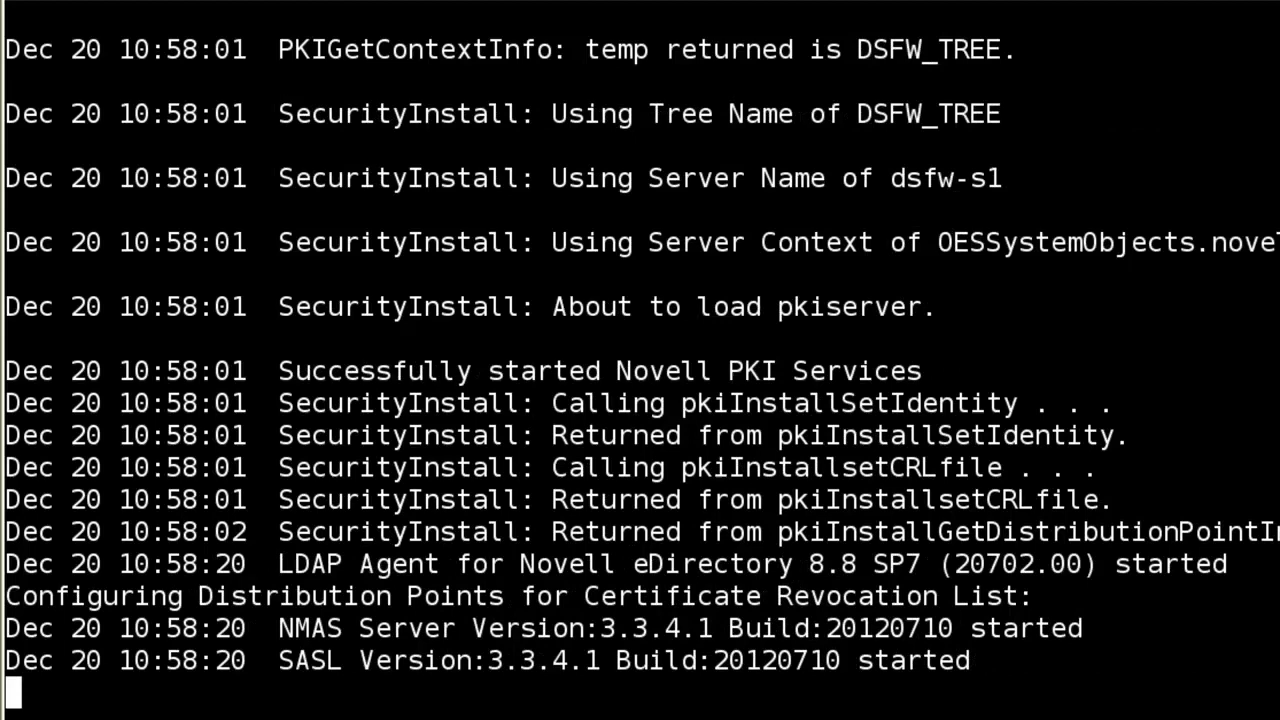 Dec 20 10:58:01  PKIGetContextInfo: temp returned is DSFW_TREE.
Dec 20 10:58:01  SecurityInstall: Using Tree Name of DSFW_TREE
Dec 20 10:58:01  SecurityInstall: Using Server Name of dsfw-s1
Dec 20 10:58:01  SecurityInstall: Using Server Context of OESSystemObjects.novel
Dec 20 10:58:01  SecurityInstall: About to load pkiserver.
Dec 20 10:58:01  Successfully started Novell PKI Services
Dec 20 10:58:01  SecurityInstall: Calling pkiInstallSetIdentity . . .
Dec 20 10:58:01  SecurityInstall: Returned from pkiInstallSetIdentity.
Dec 20 10:58:01  SecurityInstall: Calling pkiInstallsetCRLfile . . .
Dec 20 10:58:01  SecurityInstall: Returned from pkiInstallsetCRLfile.
Dec 20 10:58:02  SecurityInstall: Returned from pkiInstallGetDistributionPointIn
Dec 20 10:58:20  LDAP Agent for Novell eDirectory 8.8 SP7 (20702.00) started
Configuring Distribution Points for Certificate Revocation List:
Dec 20 10:58:20  NMAS Server Version:3.3.4.1 Build:20120710 started
Dec 20 10:58:20  SASL Version:3.3.4.1 Build:20120710 started